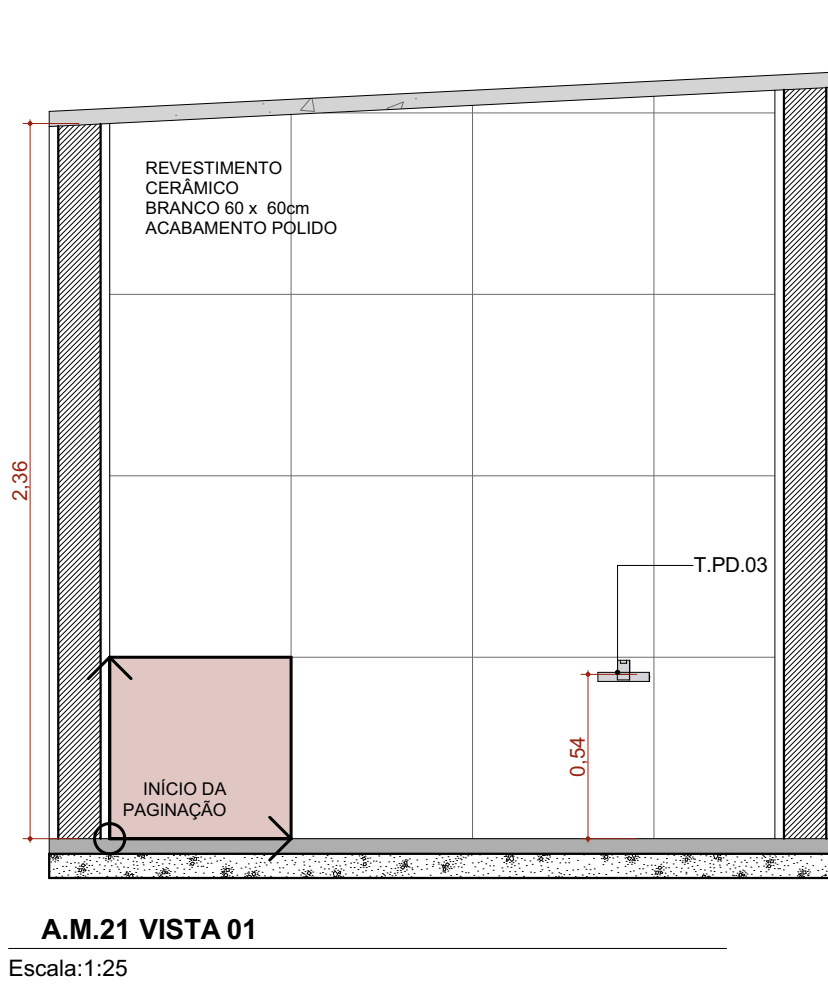 REVESTIMENTO
CERÂMICO
BRANCO 60 x 60cm
ACABAMENTO POLIDO
2,36
T.PD.03
0,54
INÍCIO DA
PAGINAÇÃO
A.M.21 VISTA 01
Escala:1:25